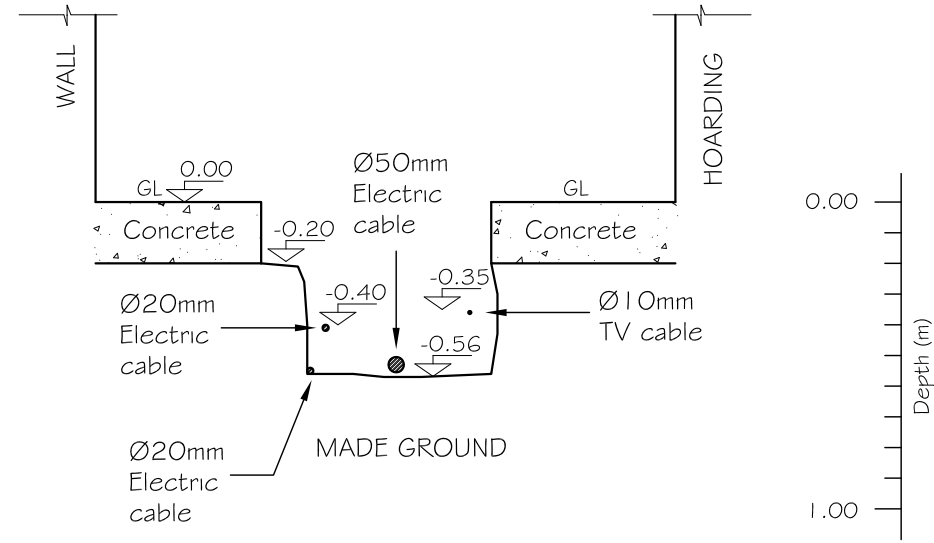 WALL
HOARDING
GL
0.00
GL
0.00
Concrete
Concrete
Ø50mm
Electric
cable
-0.20
-0.40
-0.35
-0.56
Ø20mm
Electric
cable
Ø10mm
TV cable
Ø20mm
Electric
cable
MADE GROUND
Depth (m)
1.00